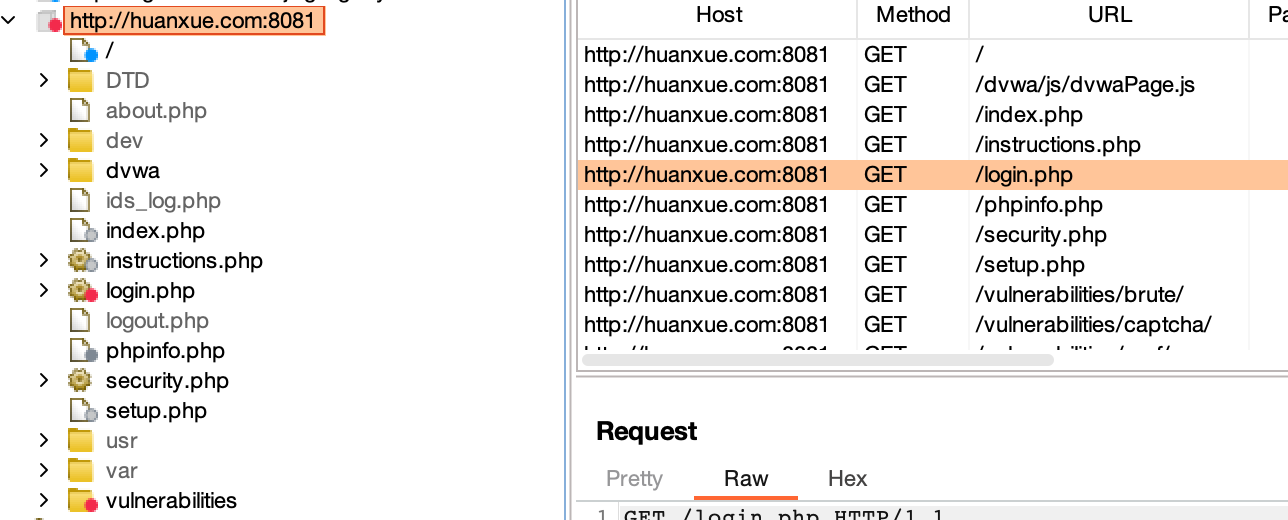 http://huanxue.com:8081
/
DTD
about.php
dev
dvwa
ids_log.php
index.php
instructions.php
login.php
logout.php
phpinfo.php
security.php
setup.php
usr
var
vulnerabilities
Host Method URL
http://huanxue.com:8081 GET /
http://huanxue.com:8081 GET /dvwa/js/dvwaPage.js
http://huanxue.com:8081 GET /index.php
http://huanxue.com:8081 GET /instructions.php
http://huanxue.com:8081 GET /login.php
http://huanxue.com:8081 GET /phpinfo.php
http://huanxue.com:8081 GET /security.php
http://huanxue.com:8081 GET /setup.php
http://huanxue.com:8081 GET /vulnerabilities/brute/
http://huanxue.com:8081 GET /vulnerabilities/captcha/
Request
Pretty Raw Hex
1 GET /login.php HTTP/1.1